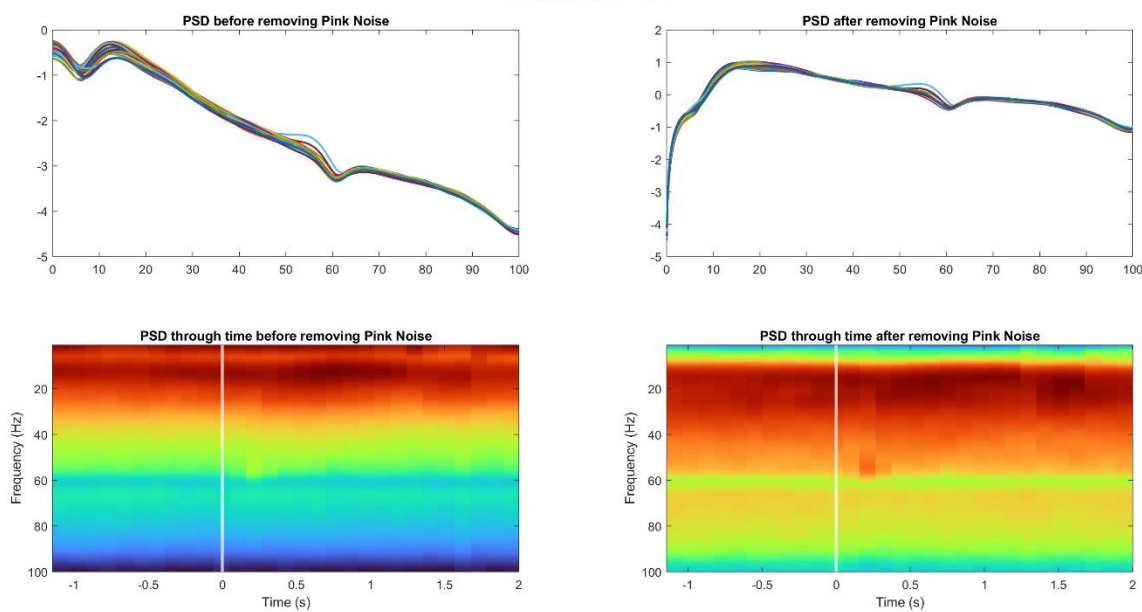 PSD before removing Pink Noise
0
-1
-2
-3
-4
-5
0 10 20 30 40 50 60 70 80 90 100
PSD after removing Pink Noise
2
1
0
-1
-2
-3
-4
-5
0 10 20 30 40 50 60 70 80 90 100
PSD through time before removing Pink Noise
Frequency (Hz)
20
40
60
80
100
-1 -0.5 0 0.5 1 1.5 2
Time (s)
PSD through time after removing Pink Noise
Frequency (Hz)
20
40
60
80
100
-1 -0.5 0 0.5 1 1.5 2
Time (s)